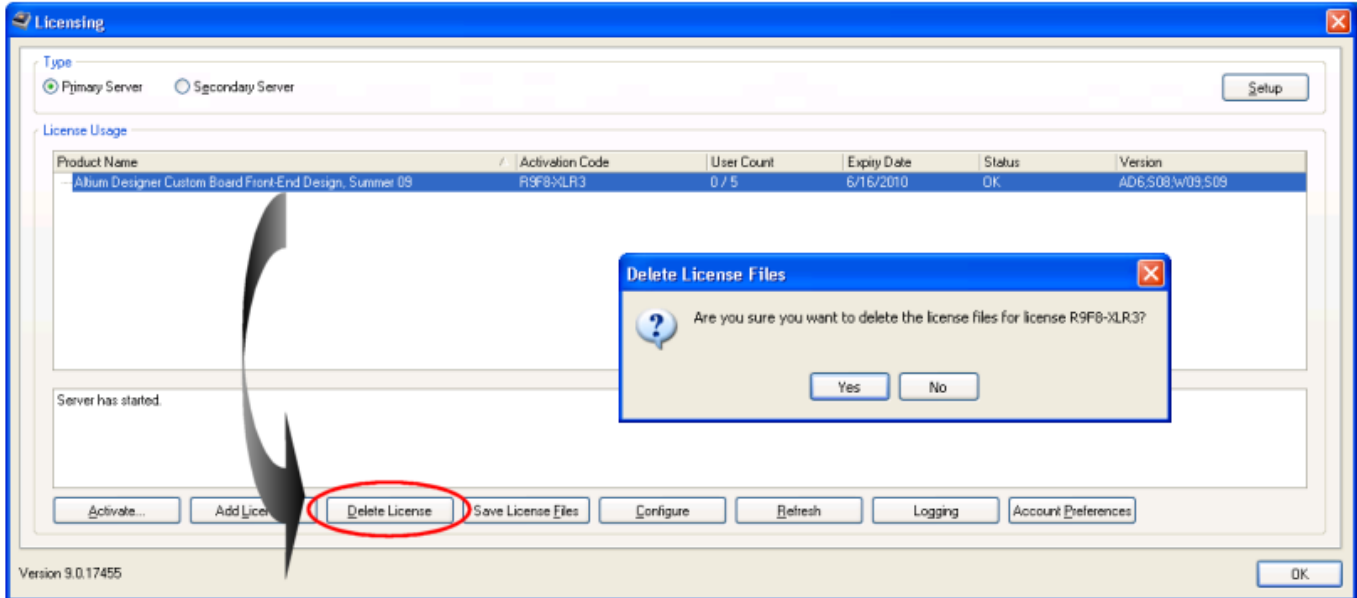 Licensing
Type
Primary Server Secondary Server Setup
License Usage
Product Name Activation Code User Count Expiry Date Status Version
Altium Designer Custom Board Front-End Design, Summer 09 R9F8-XLR3 0 / 5 6/16/2010 OK AD6;S08;W09;S09
Delete License Files
Are you sure you want to delete the license files for license R9F8-XLR3?
Yes No
Server has started.
Activate... Add Delete License Save License Files Configure Refresh Logging Account Preferences
Version 9.0.17455 OK